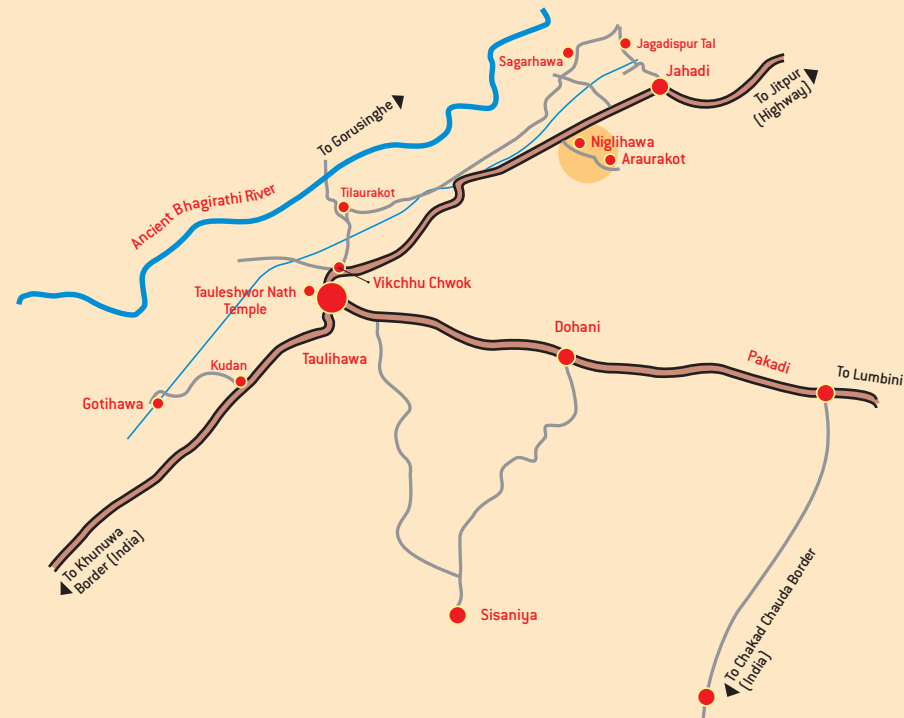 Jagadispur Tal
Sagarhawa
Jahadi
To Jitpur
(Highway)
To Gorusinghe
Niglihawa
Araurakot
Tilaurakot
Ancient Bhagirathi River
Vikchhu Chwok
Tauleshwor Nath
Temple
Dohani
Taulihawa
Pakadi
Kudan
To Lumbini
Gotihawa
To Khunuwa
Border (India)
To Chakad Chauda Border
(India)
Sisaniya